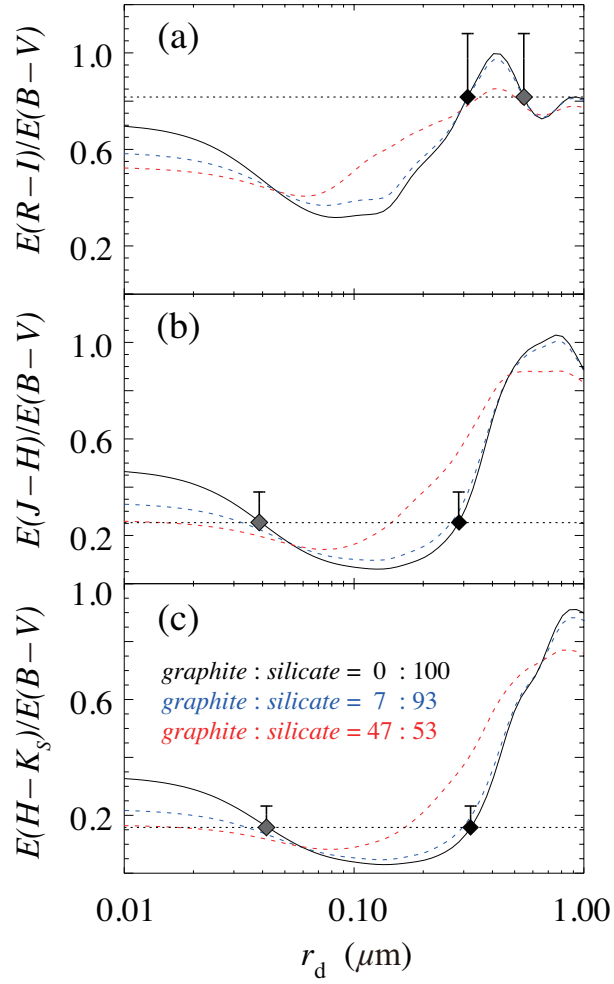 (a)
1.0
0.6
0.2
E(R−I)/E(B−V)
(b)
1.0
0.6
0.2
E(J−H)/E(B−V)
(c)
1.0
0.6
0.2
E(H−K_S)/E(B−V)
graphite : silicate = 0 : 100
graphite : silicate = 7 : 93
graphite : silicate = 47 : 53
0.01 0.10 1.00
r_d (μm)